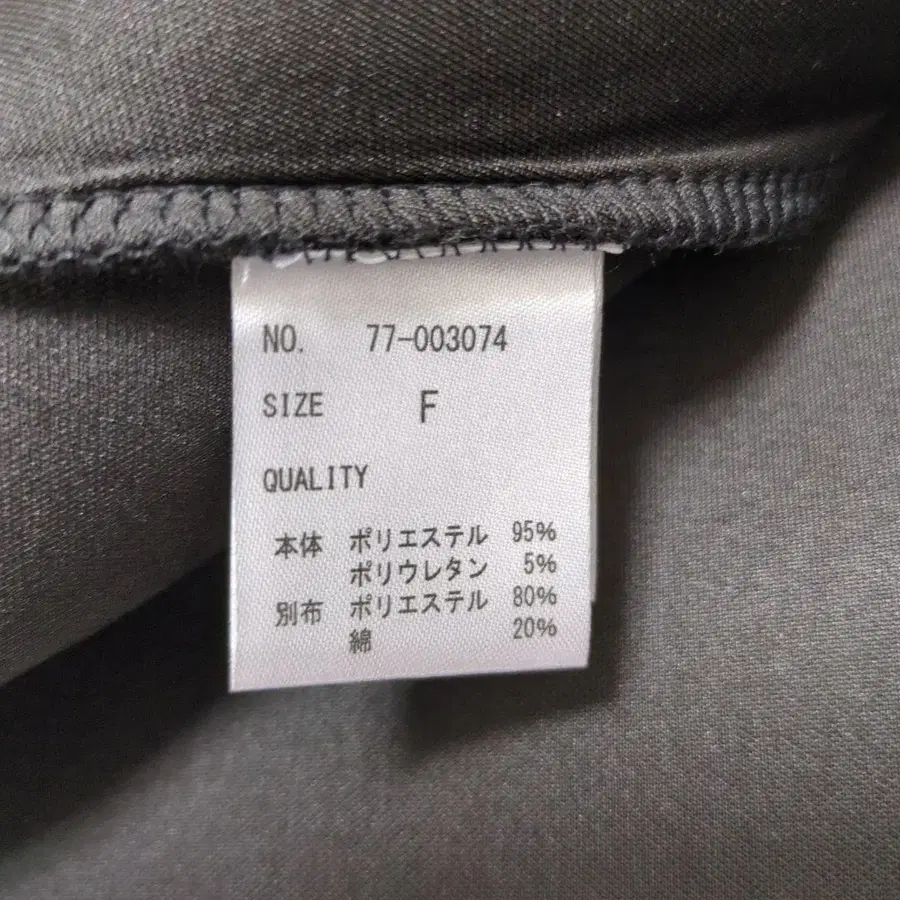 NO. 77-003074
SIZE F
QUALITY
本体 ポリエステル 95%
ポリウレタン 5%
別布 ポリエステル 80%
綿 20%